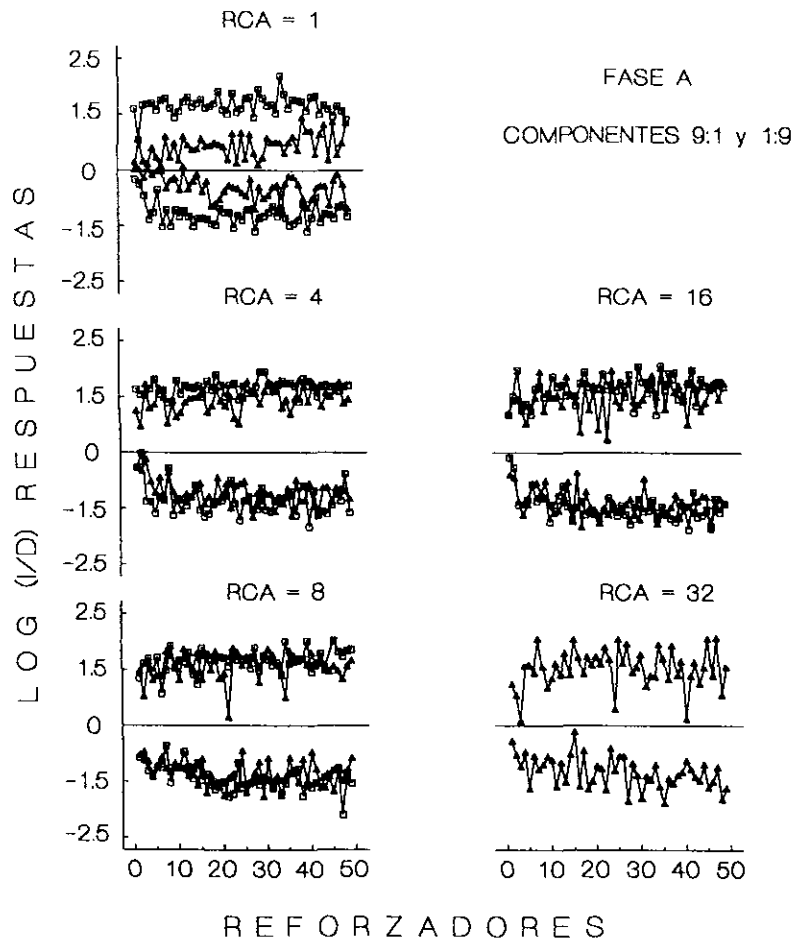 RCA = 1
FASE A
COMPONENTES 9:1 y 1:9
LOG (I/D) RESPUESTAS
2.5
1.5
0
-1.5
-2.5
RCA = 4
RCA = 16
2.5
1.5
0
-1.5
-2.5
RCA = 8
RCA = 32
2.5
1.5
0
-1.5
-2.5
0 10 20 30 40 50
0 10 20 30 40 50
REFORZADORES